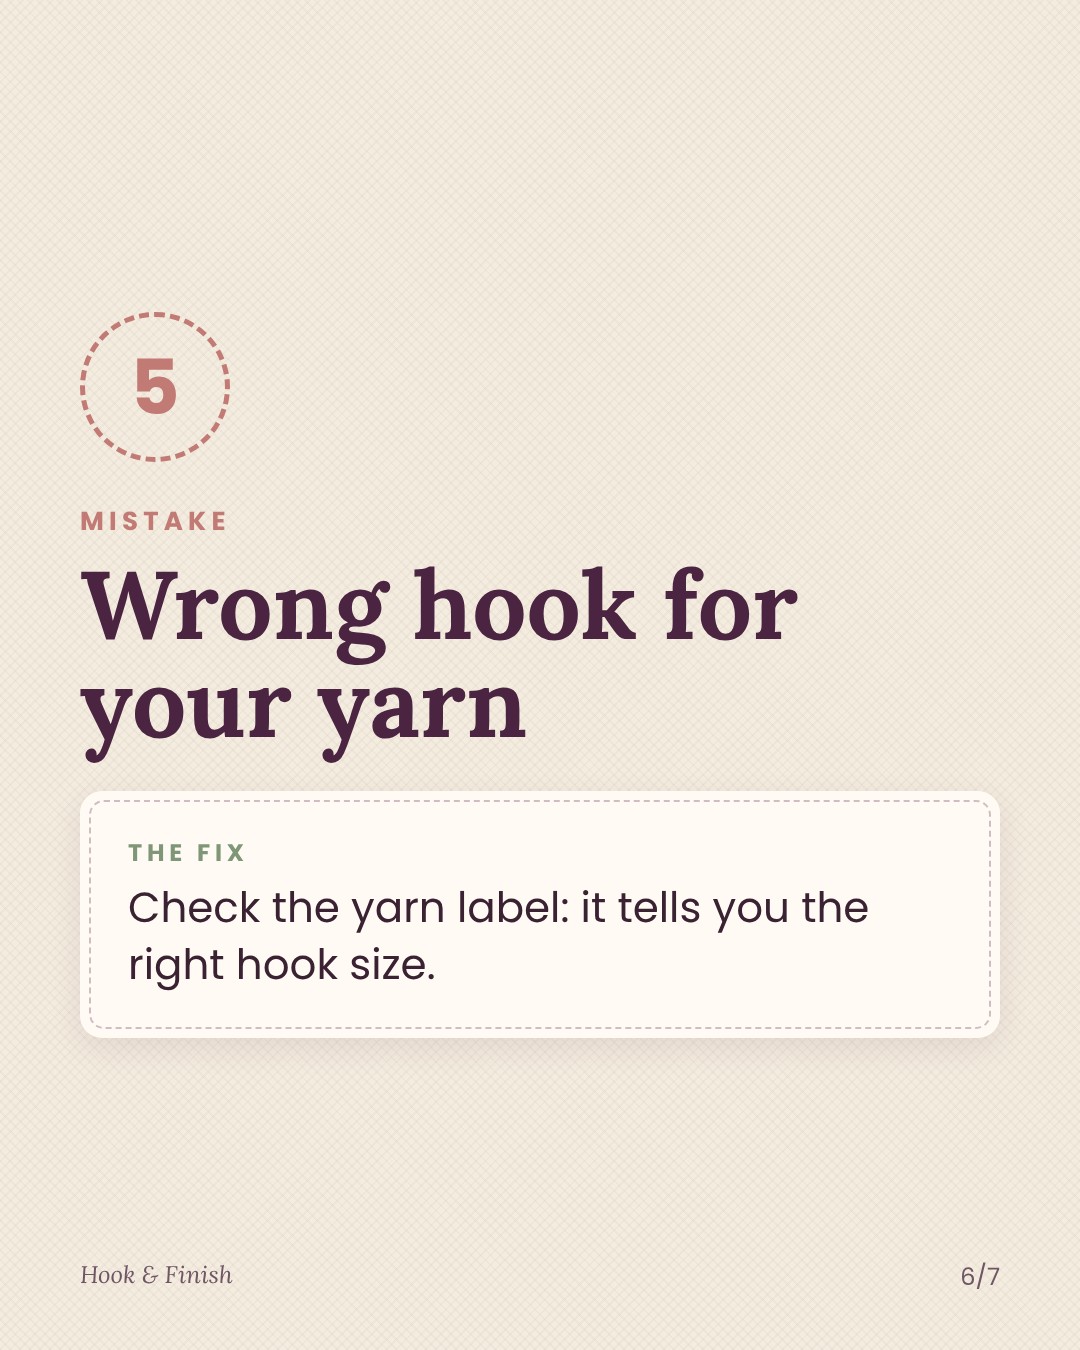 5
MISTAKE
Wrong hook for
your yarn
THE FIX
Check the yarn label: it tells you the
right hook size.
Hook & Finish
6/7